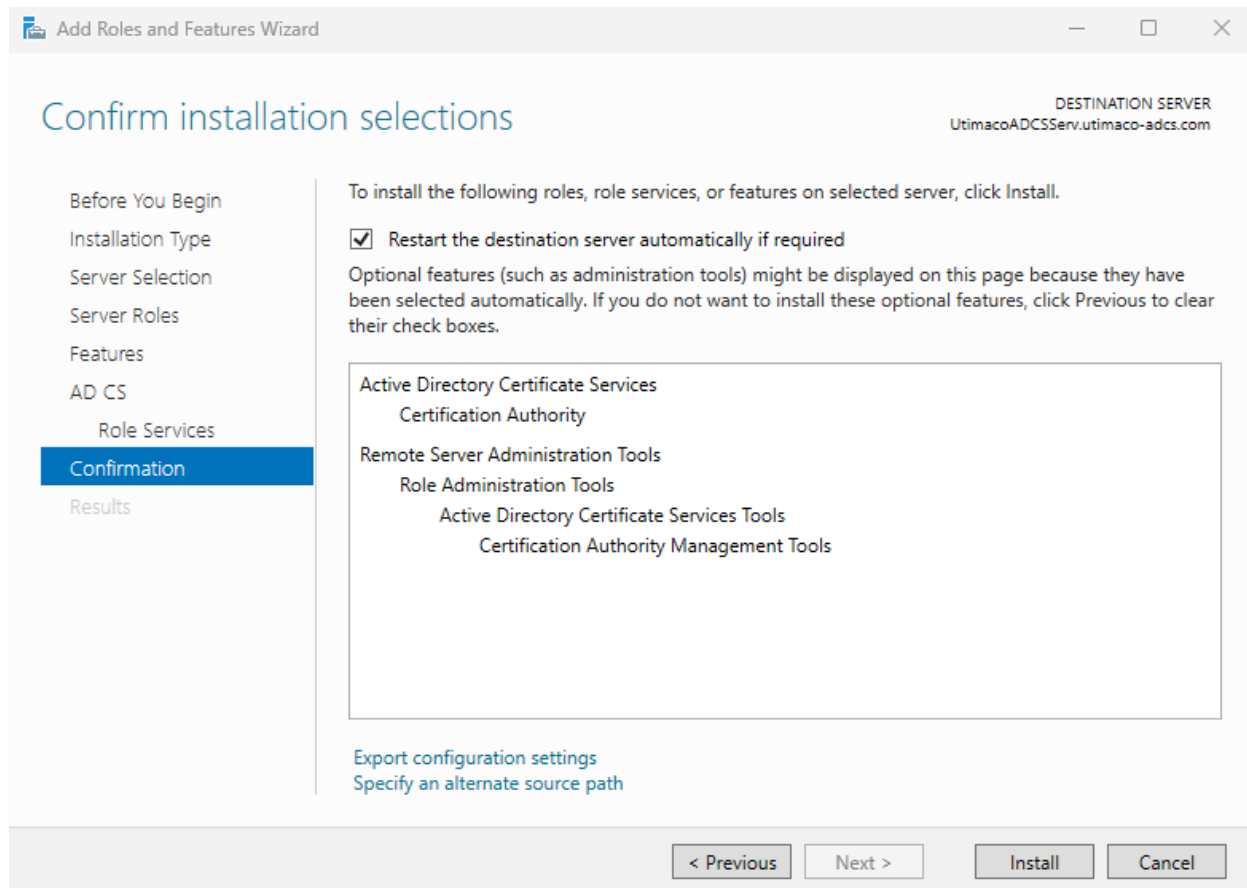 Add Roles and Features Wizard
Confirm installation selections
DESTINATION SERVER
UtimacoADCSServ.utimaco-adcs.com
Before You Begin
Installation Type
Server Selection
Server Roles
Features
AD CS
Role Services
Confirmation
Results
To install the following roles, role services, or features on selected server, click Install.
Restart the destination server automatically if required
Optional features (such as administration tools) might be displayed on this page because they have
been selected automatically. If you do not want to install these optional features, click Previous to clear
their check boxes.
Active Directory Certificate Services
Certification Authority
Remote Server Administration Tools
Role Administration Tools
Active Directory Certificate Services Tools
Certification Authority Management Tools
Export configuration settings
Specify an alternate source path
< Previous
Next >
Install
Cancel